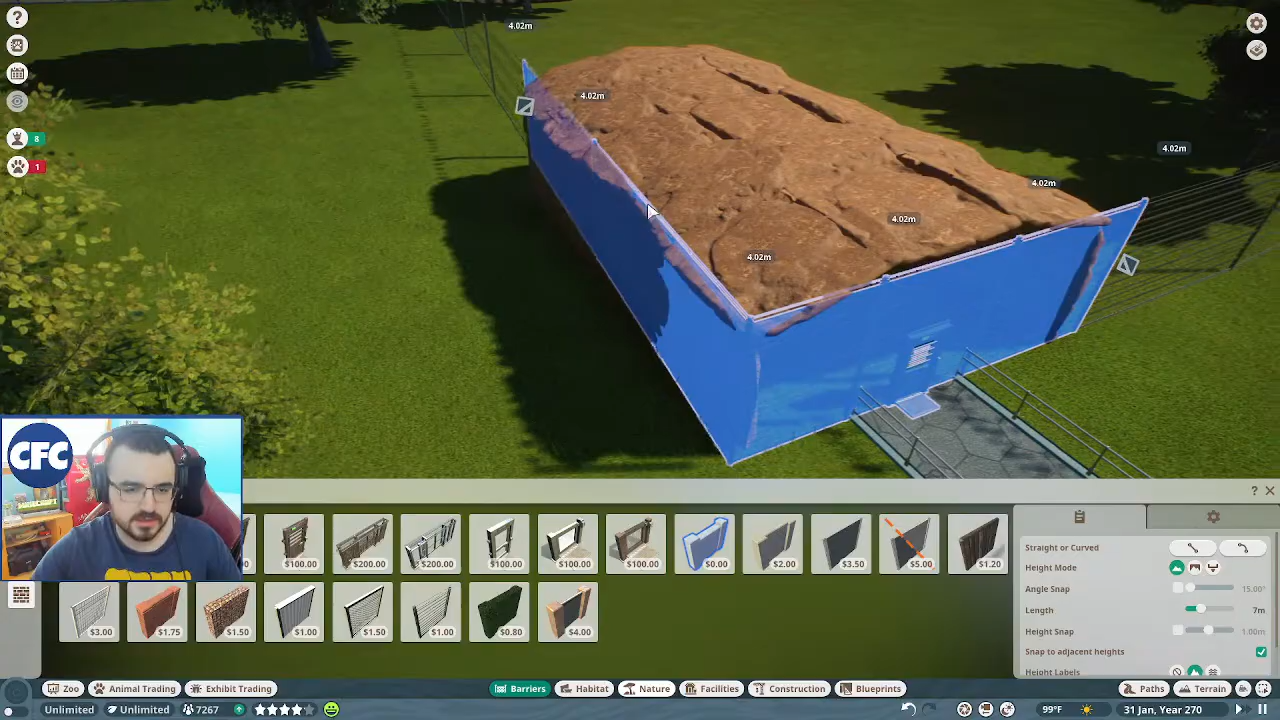 4.02m
4.02m
4.02m
4.02m
4.02m
4.02m
8
1
CFC
$100.00
$200.00
$200.00
$100.00
$100.00
$100.00
$0.00
$2.00
$3.50
$5.00
$1.20
$3.00
$1.75
$1.50
$1.00
$1.50
$1.00
$0.80
$4.00
?
Straight or Curved
Height Mode
Angle Snap
15.00°
Length
7m
Height Snap
1.00m
Snap to adjacent heights
Height Labels
Zoo
Animal Trading
Exhibit Trading
Barriers
Habitat
Nature
Facilities
Construction
Blueprints
Paths
Terrain
Unlimited
Unlimited
7267
99°F
31 Jan, Year 270